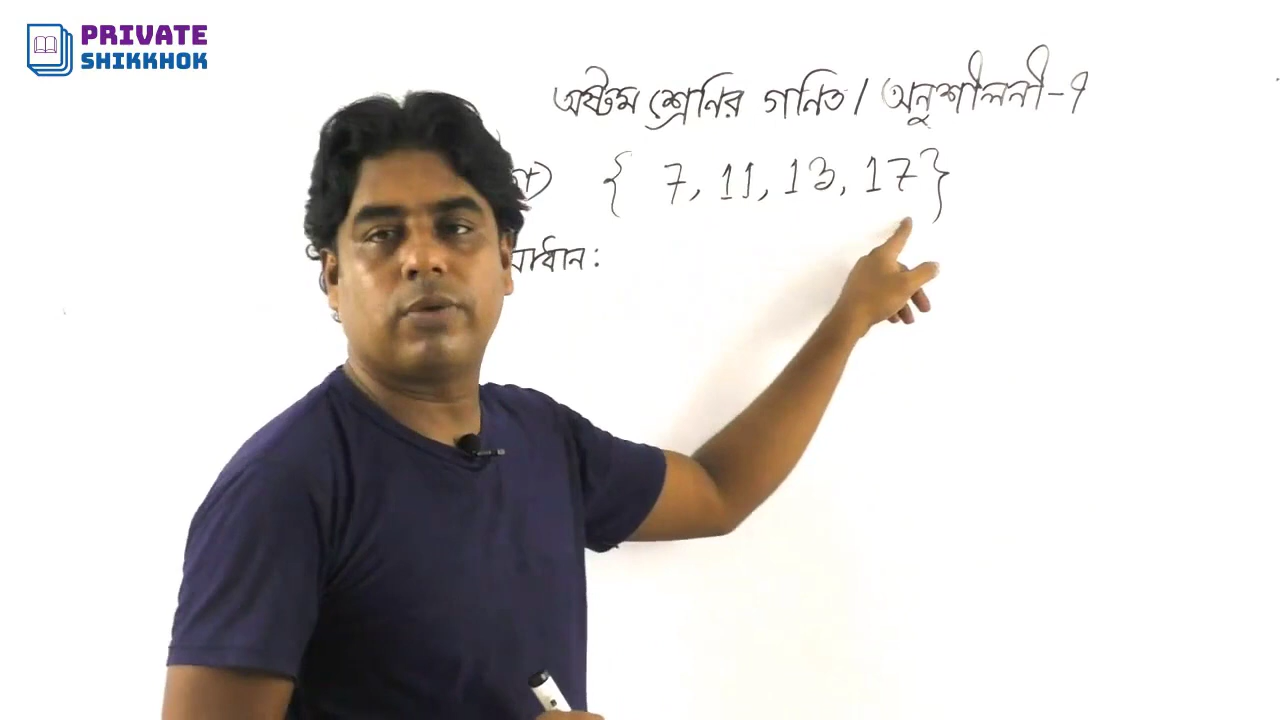 PRIVATE
SHIKKHOK
অষ্টম শ্রেনির গনিত / অনুশীলনী-৭
{ 7, 11, 13, 17 }